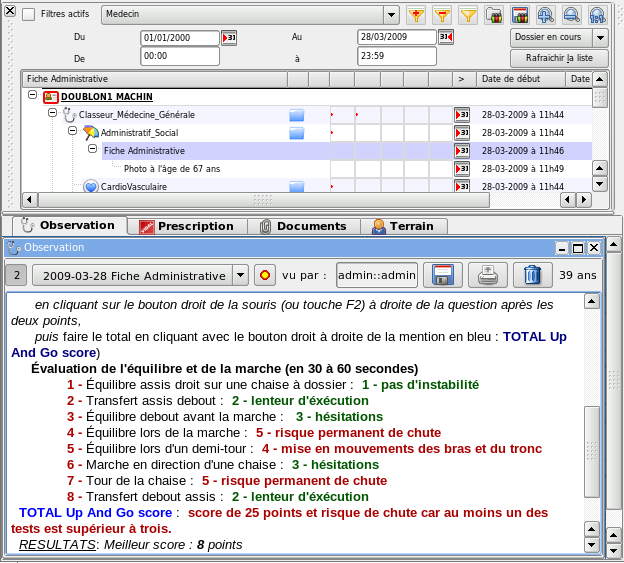 Filtres actifs Medecin
Du 01/01/2000 31 Au 28/03/2009 31 Dossier en cours
De 00:00 à 23:59 Rafraichir la liste
Fiche Administrative > Date de début Date
DOUBLON1 MACHIN
Classeur_Médecine_Générale 31 28-03-2009 à 11h44
Administratif_Social 31 28-03-2009 à 11h44
Fiche Administrative 31 28-03-2009 à 11h46
Photo à l'âge de 67 ans 31 28-03-2009 à 11h49
CardioVasculaire 31 28-03-2009 à 11h44
Observation Prescription Documents Terrain
Observation
2 2009-03-28 Fiche Administrative vu par : admin::admin 39 ans
en cliquant sur le bouton droit de la souris (ou touche F2) à droite de la question après les
deux points,
puis faire le total en cliquant avec le bouton droit à droite de la mention en bleu : TOTAL Up
And Go score)
Évaluation de l'équilibre et de la marche (en 30 à 60 secondes)
1 - Équilibre assis droit sur une chaise à dossier : 1 - pas d'instabilité
2 - Transfert assis debout : 2 - lenteur d'éxécution
3 - Équilibre debout avant la marche : 3 - hésitations
4 - Équilibre lors de la marche : 5 - risque permanent de chute
5 - Équilibre lors d'un demi-tour : 4 - mise en mouvements des bras et du tronc
6 - Marche en direction d'une chaise : 3 - hésitations
7 - Tour de la chaise : 5 - risque permanent de chute
8 - Transfert debout assis : 2 - lenteur d'éxécution
TOTAL Up And Go score : score de 25 points et risque de chute car au moins un des
tests est supérieur à trois.
RESULTATS: Meilleur score : 8 points